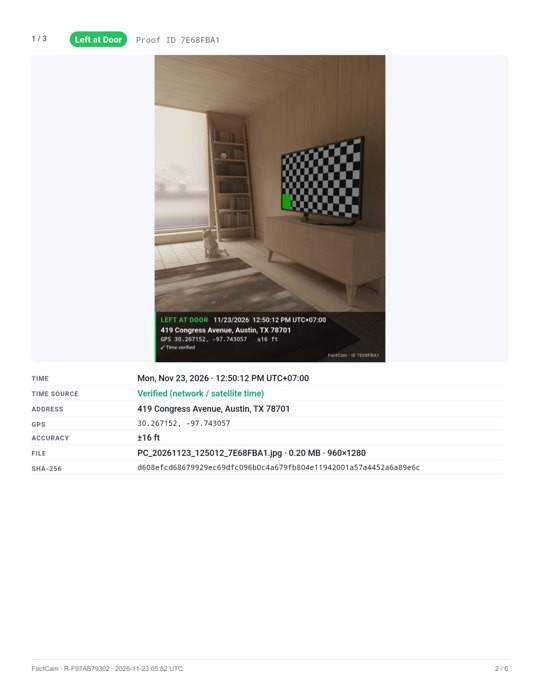 1 / 3 Left at Door Proof ID 7E68FBA1
LEFT AT DOOR 11/23/2026 12:50:12 PM UTC+07:00
419 Congress Avenue, Austin, TX 78701
GPS 30.267152, -97.743057 ±16 ft
✓ Time verified
FactCam · ID 7E68FBA1
TIME Mon, Nov 23, 2026 · 12:50:12 PM UTC+07:00
TIME SOURCE Verified (network / satellite time)
ADDRESS 419 Congress Avenue, Austin, TX 78701
GPS 30.267152, -97.743057
ACCURACY ±16 ft
FILE PC_20261123_125012_7E68FBA1.jpg · 0.20 MB · 960×1280
SHA-256 d608efcd68679929ec69dfc096b0c4a679fb804e11942001a57a4452a6a89e6c
FactCam · R-F97AB79302 · 2026-11-23 05:52 UTC 2 / 6